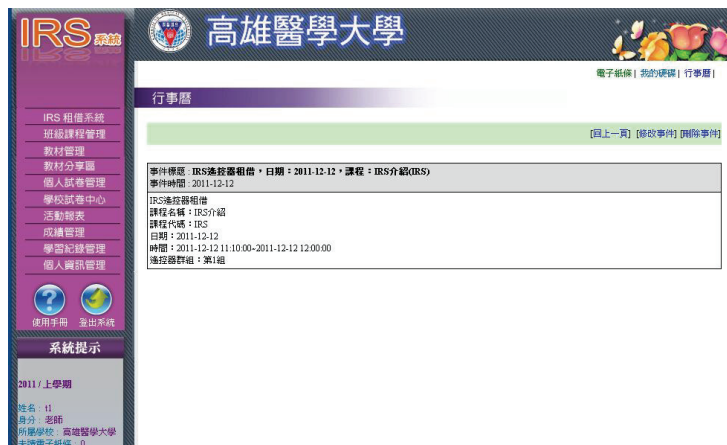 IRS 系統
高雄醫學大學
電子紙條 | 我的硬碟 | 行事曆 |
行事曆
[回上一頁] [修改事件] [刪除事件]
IRS 租借系統
班級課程管理
教材管理
教材分享區
個人試卷管理
學校試卷中心
活動報表
成績管理
學習紀錄管理
個人資訊管理
使用手冊 登出系統
系統提示
2011 / 上學期
姓名 : t1
身分 : 老師
所屬學校 : 高雄醫學大學
未讀電子紙條 : 0
事件標題 : IRS遙控器租借,日期:2011-12-12,課程:IRS介紹(IRS)
事件時間 : 2011-12-12
IRS遙控器租借
課程名稱:IRS介紹
課程代碼:IRS
日期:2011-12-12
時間:2011-12-12 11:10:00~2011-12-12 12:00:00
遙控器群組:第1組